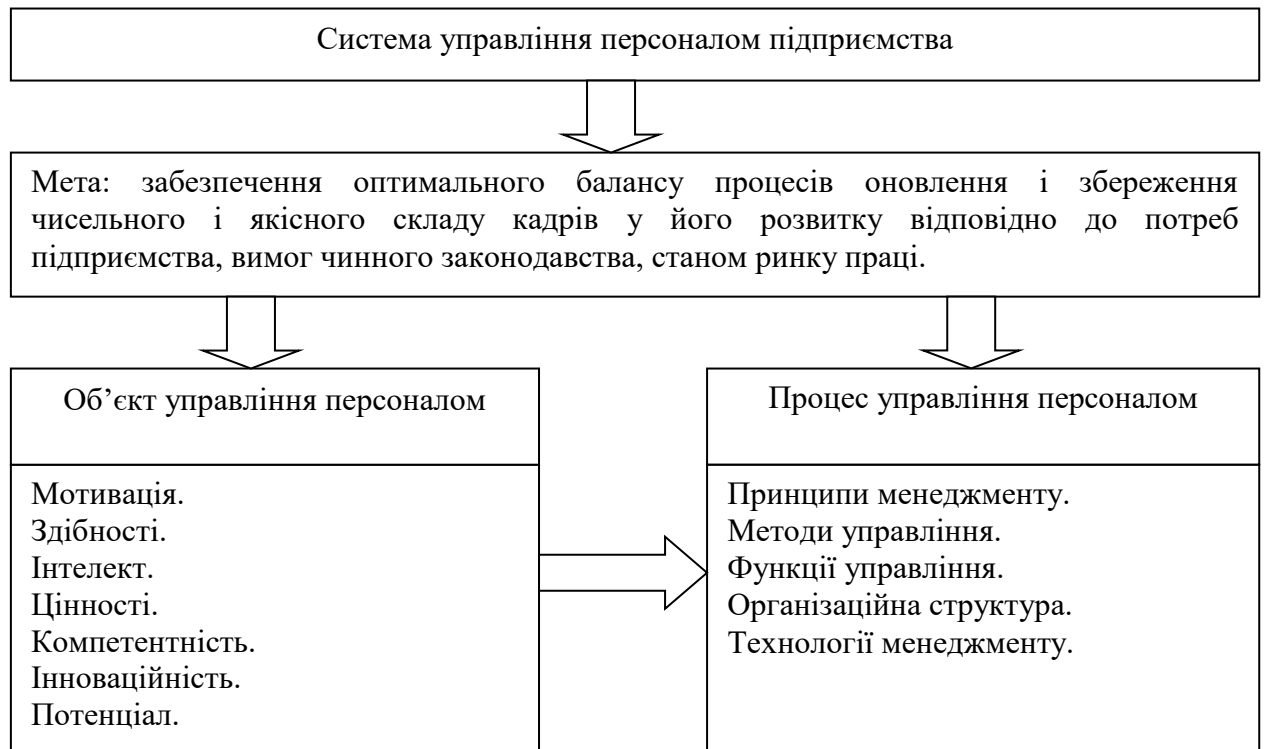 Система управління персоналом підприємства
Мета: забезпечення оптимального балансу процесів оновлення і збереження
чисельного і якісного складу кадрів у його розвитку відповідно до потреб
підприємства, вимог чинного законодавства, станом ринку праці.
Об’єкт управління персоналом
Мотивація.
Здібності.
Інтелект.
Цінності.
Компетентність.
Інноваційність.
Потенціал.
Процес управління персоналом
Принципи менеджменту.
Методи управління.
Функції управління.
Організаційна структура.
Технології менеджменту.